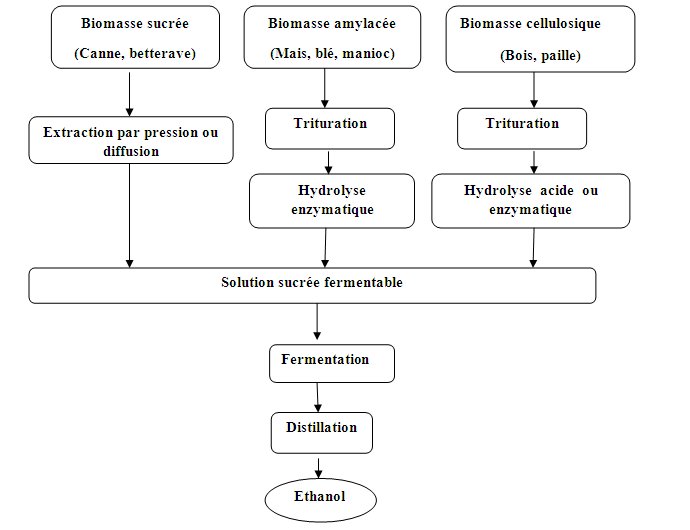 Biomasse sucrée
(Canne, betterave)
Biomasse amylacée
(Mais, blé, manioc)
Biomasse cellulosique
(Bois, paille)
Extraction par pression ou
diffusion
Trituration
Trituration
Hydrolyse
enzymatique
Hydrolyse acide ou
enzymatique
Solution sucrée fermentable
Fermentation
Distillation
Ethanol